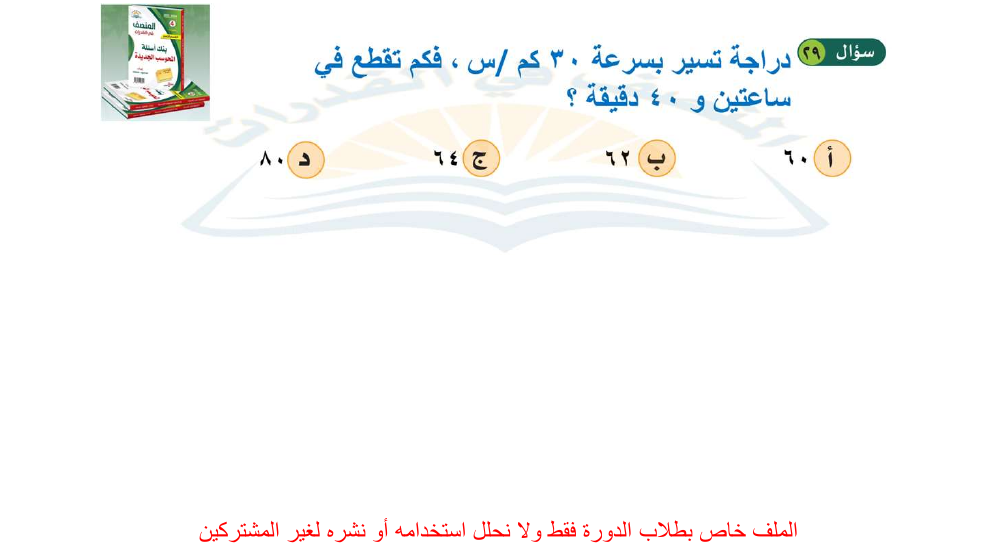 سؤال ٢٩
دراجة تسير بسرعة ٣٠ كم /س ، فكم تقطع في
ساعتين و ٤٠ دقيقة ؟
أ ٦٠
ب ٦٢
ج ٦٤
د ٨٠
المنصف
بنك أسئلة
المحوسب الجديدة
الملف خاص بطلاب الدورة فقط ولا نحلل استخدامه أو نشره لغير المشتركين